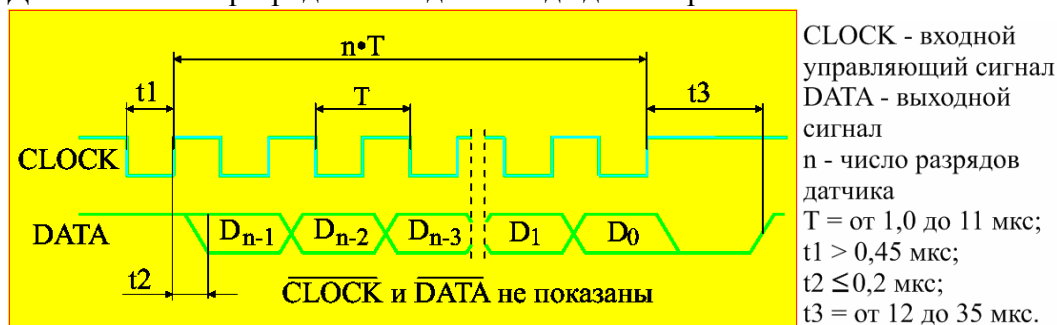 n•T
t1
T
t3
CLOCK
DATA
Dn-1
Dn-2
Dn-3
D1
D0
t2
CLOCK и DATA не показаны
CLOCK - входной
управляющий сигнал
DATA - выходной
сигнал
n - число разрядов
датчика
T = от 1,0 до 11 мкс;
t1 > 0,45 мкс;
t2 ≤0,2 мкс;
t3 = от 12 до 35 мкс.